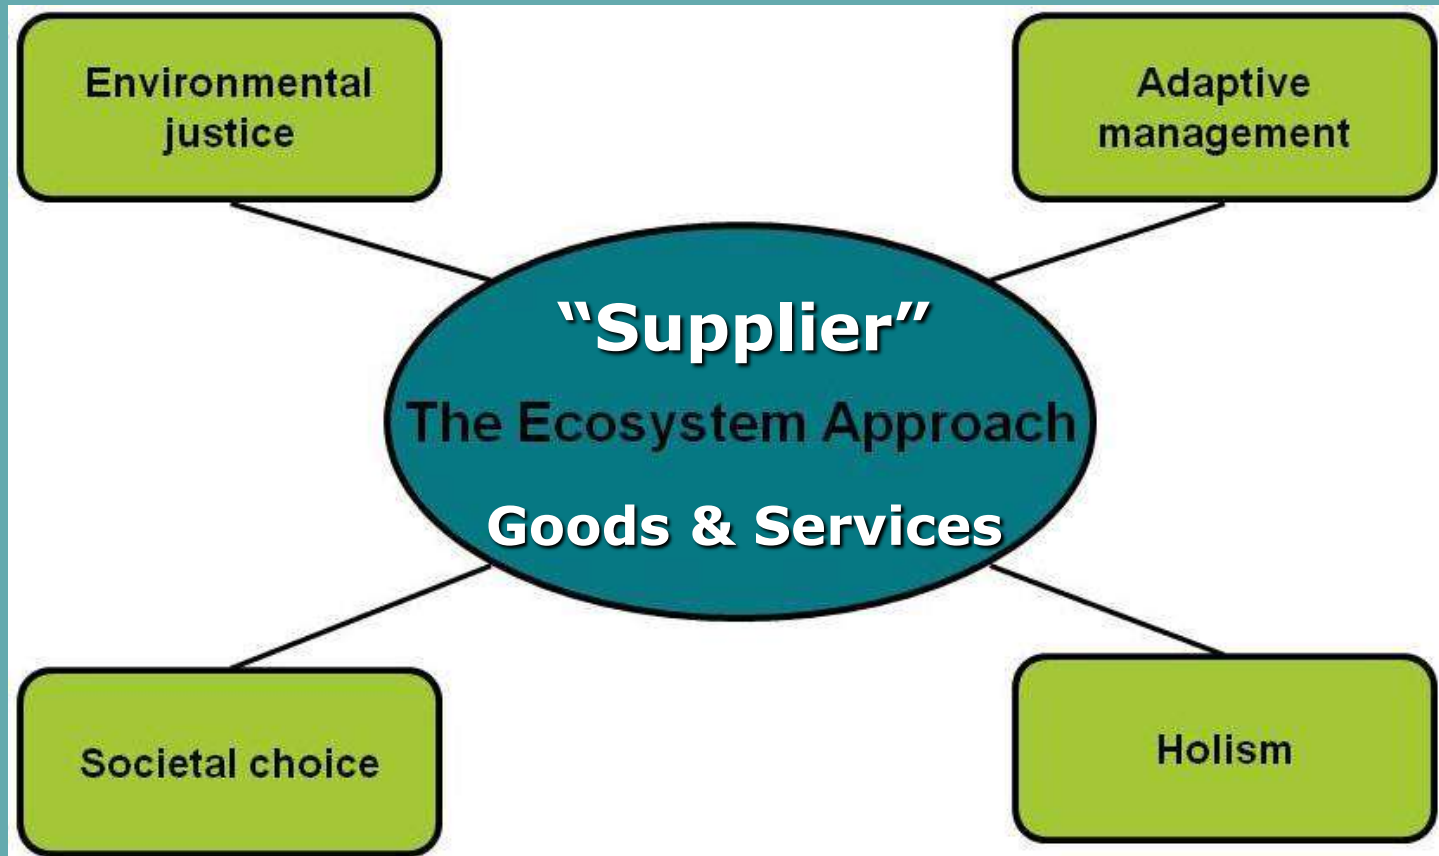 Environmental
justice
Adaptive
management
“Supplier”
The Ecosystem Approach
Goods & Services
Societal choice
Holism